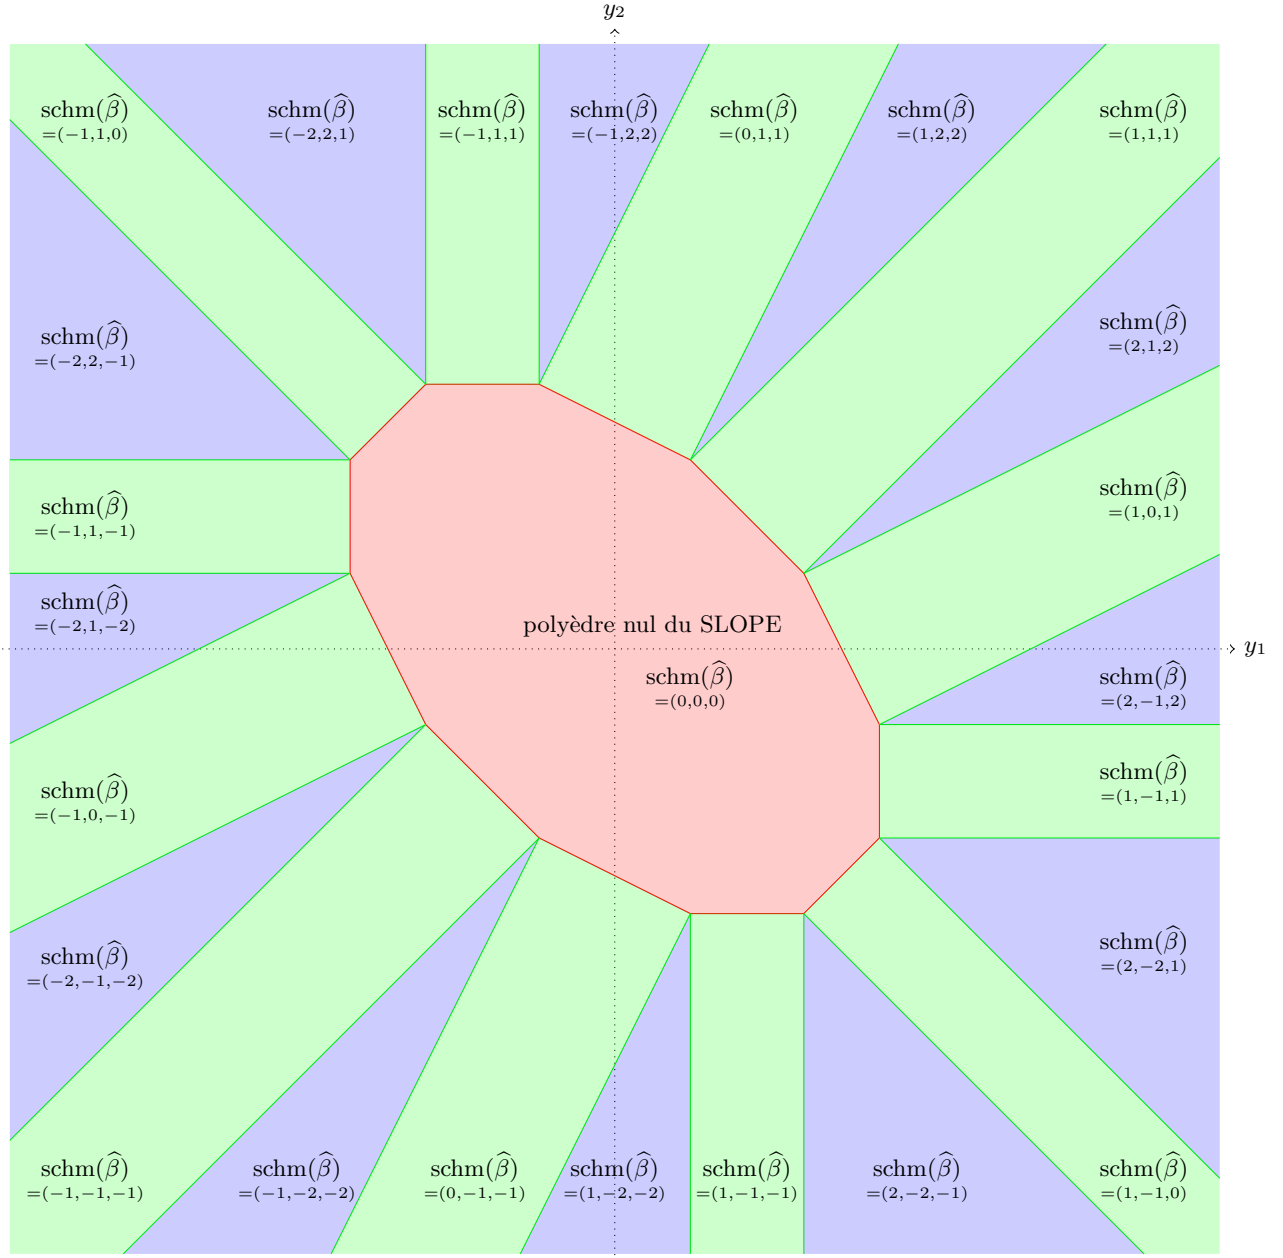 y₂
schm(β̂)
=(−1,1,0)
schm(β̂)
=(−2,2,1)
schm(β̂)
=(−1,1,1)
schm(β̂)
=(−1,2,2)
schm(β̂)
=(0,1,1)
schm(β̂)
=(1,2,2)
schm(β̂)
=(1,1,1)
schm(β̂)
=(−2,2,−1)
schm(β̂)
=(2,1,2)
schm(β̂)
=(−1,1,−1)
schm(β̂)
=(1,0,1)
schm(β̂)
=(−2,1,−2)
polyèdre nul du SLOPE
y₁
schm(β̂)
=(0,0,0)
schm(β̂)
=(2,−1,2)
schm(β̂)
=(−1,0,−1)
schm(β̂)
=(1,−1,1)
schm(β̂)
=(−2,−1,−2)
schm(β̂)
=(2,−2,1)
schm(β̂)
=(−1,−1,−1)
schm(β̂)
=(−1,−2,−2)
schm(β̂)
=(0,−1,−1)
schm(β̂)
=(1,−2,−2)
schm(β̂)
=(1,−1,−1)
schm(β̂)
=(2,−2,−1)
schm(β̂)
=(1,−1,0)